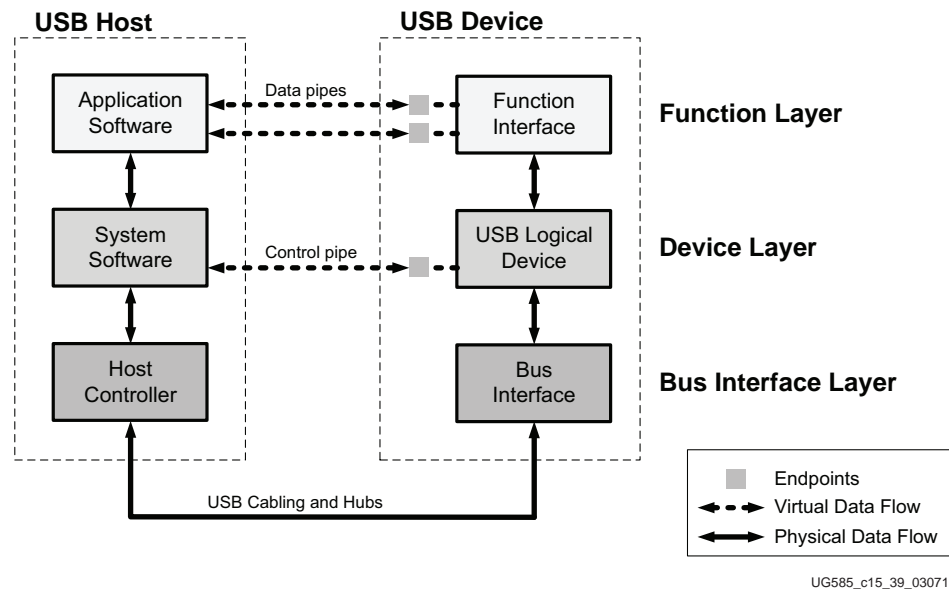 USB Host
USB Device
Application
Software
Data pipes
Function
Interface
Function Layer
System
Software
Control pipe
USB Logical
Device
Device Layer
Host
Controller
Bus
Interface
Bus Interface Layer
USB Cabling and Hubs
Endpoints
Virtual Data Flow
Physical Data Flow
UG585_c15_39_03071